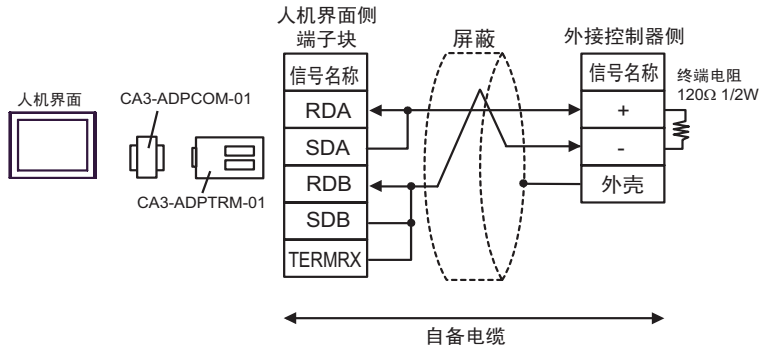 人机界面
CA3-ADPCOM-01
CA3-ADPTRM-01
人机界面侧
端子块
信号名称
RDA
SDA
RDB
SDB
TERMRX
屏蔽
外接控制器侧
信号名称
+
-
外壳
终端电阻
120Ω 1/2W
自备电缆